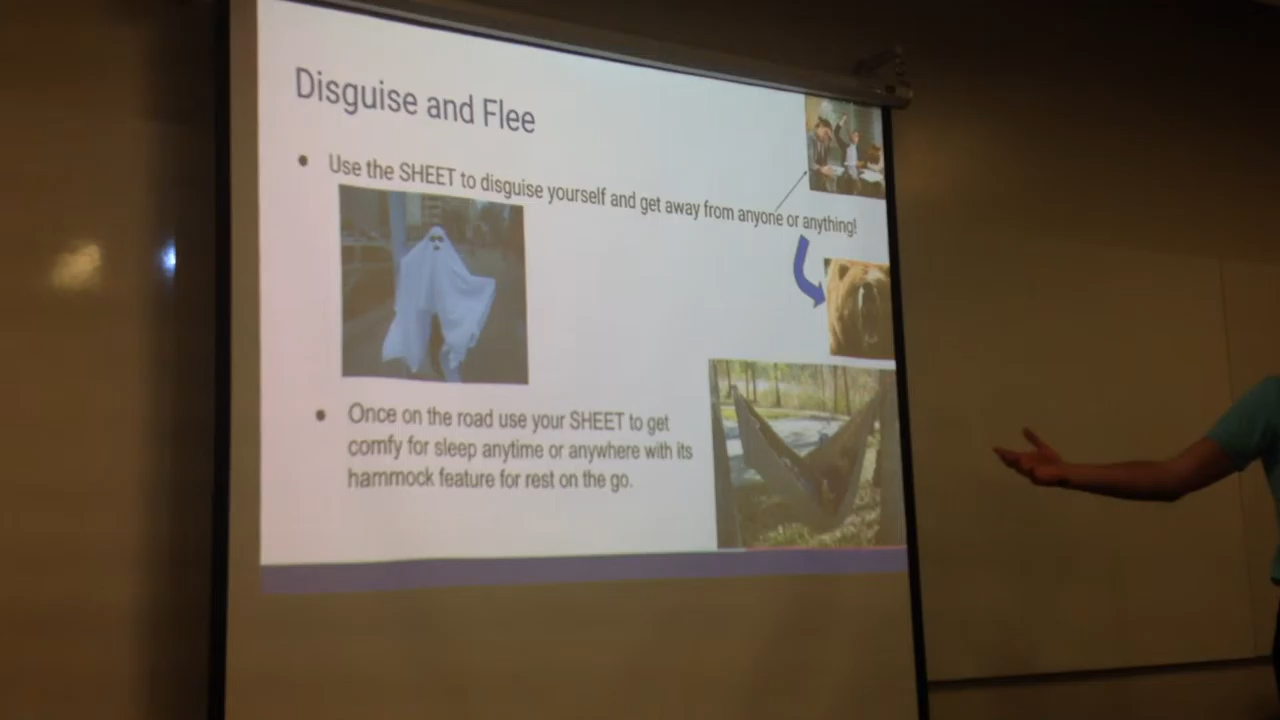 Disguise and Flee
• Use the SHEET to disguise yourself and get away from anyone or anything!
• Once on the road use your SHEET to get
comfy for sleep anytime or anywhere with its
hammock feature for rest on the go.